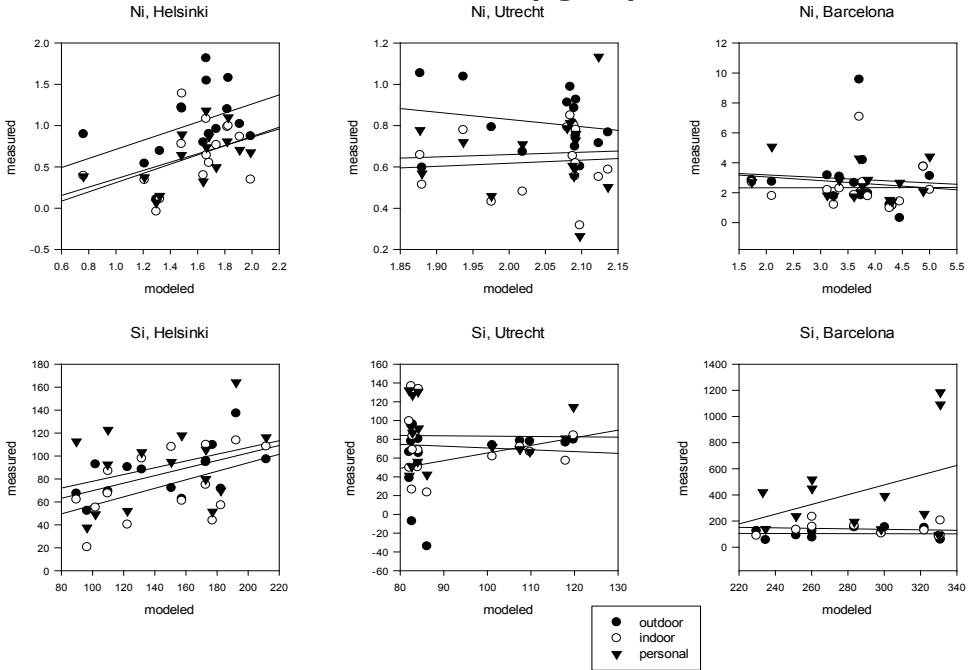 Ni, Helsinki
Ni, Utrecht
Ni, Barcelona
2.0
1.5
1.0
0.5
0.0
-0.5
measured
0.6 0.8 1.0 1.2 1.4 1.6 1.8 2.0 2.2
modeled
1.2
1.0
0.8
0.6
0.4
0.2
measured
1.85 1.90 1.95 2.00 2.05 2.10 2.15
modeled
12
10
8
6
4
2
0
measured
1.5 2.0 2.5 3.0 3.5 4.0 4.5 5.0 5.5
modeled
Si, Helsinki
Si, Utrecht
Si, Barcelona
180
160
140
120
100
80
60
40
20
0
measured
80 100 120 140 160 180 200 220
modeled
160
140
120
100
80
60
40
20
0
-20
-40
-60
measured
80 90 100 110 120 130
modeled
1400
1200
1000
800
600
400
200
0
measured
220 240 260 280 300 320 340
modeled
outdoor
indoor
personal